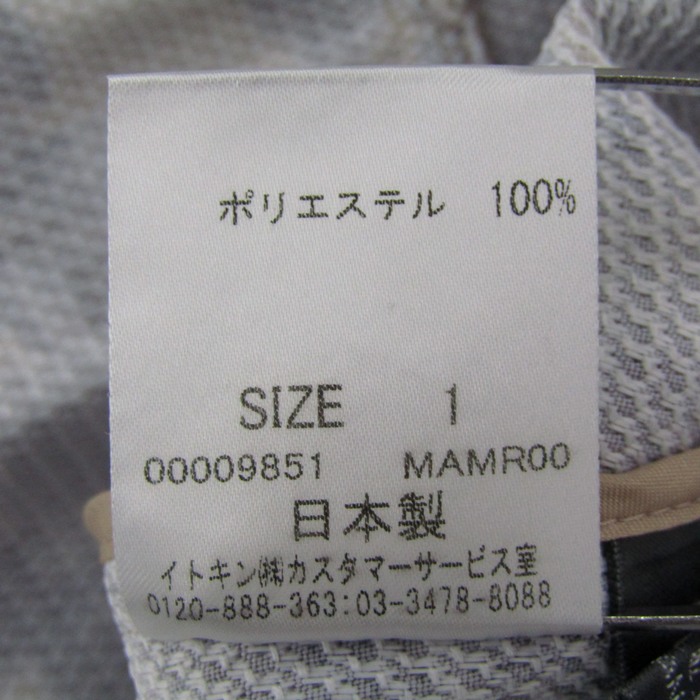 ポリエステル 100%
SIZE 1
00009851 MAMR00
日本製
イトキン㈱カスタマーサービス室
0120-888-363:03-3478-8088